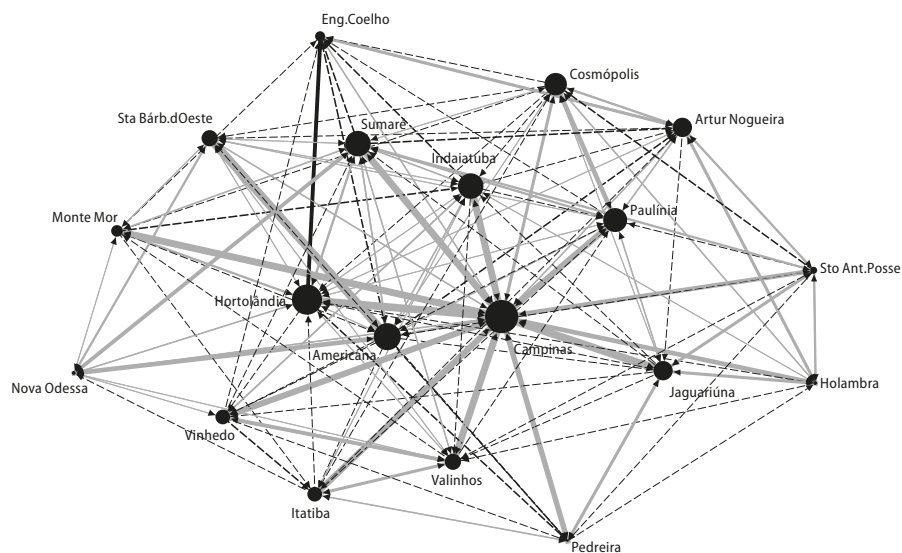 Eng.Coelho
Cosmópolis
Sta Bárb.dOeste
Sumaré
Artur Nogueira
Indaiatuba
Monte Mor
Paulínia
Sto Ant.Posse
Hortolândia
Americana
Campinas
Nova Odessa
Jaguariúna
Holambra
Vinhedo
Valinhos
Itatiba
Pedreira